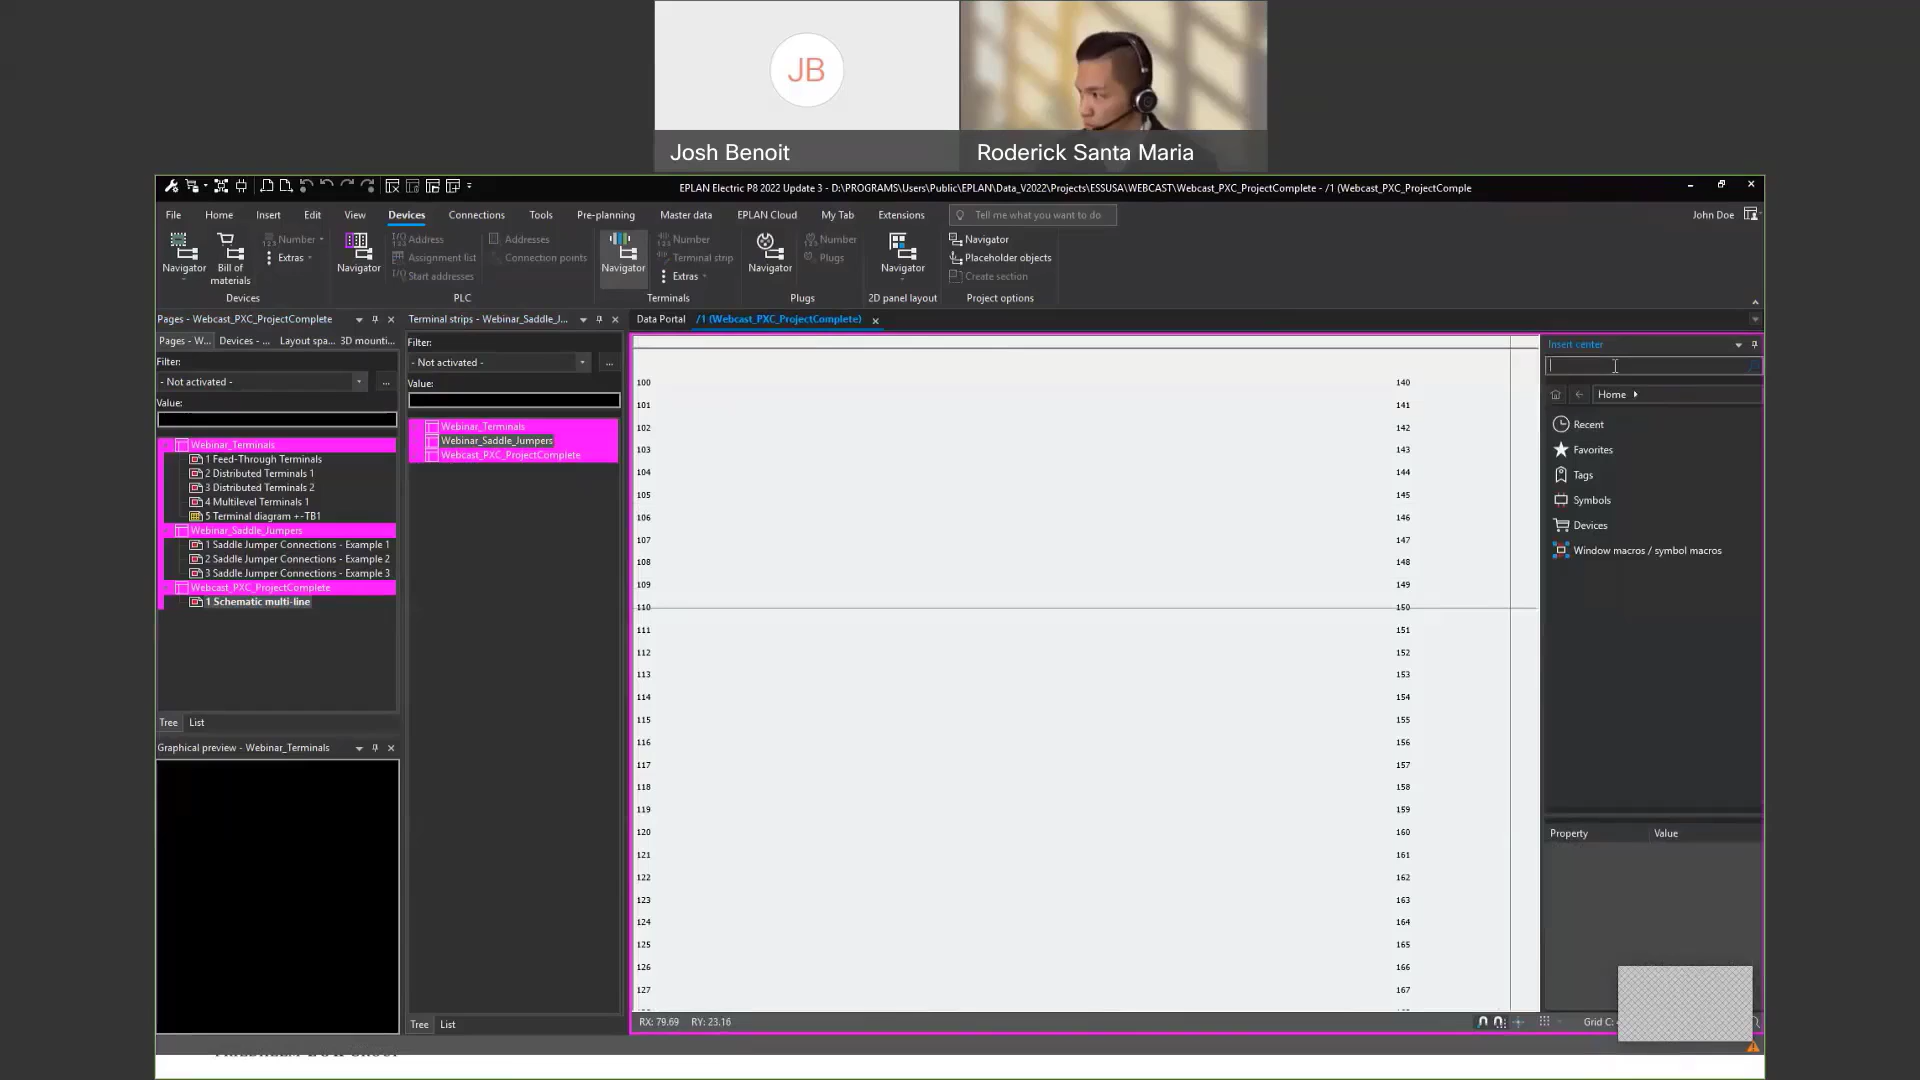 JB
Josh Benoit
Roderick Santa Maria
EPLAN Electric P8 2022 Update 3 - D:\PROGRAMS\Users\Public\EPLAN\Data_V2022\Projects\ESSUSA\WEBCAST\Webcast_PXC_ProjectComplete - /1 (Webcast_PXC_ProjectComple
File Home Insert Edit View Devices Connections Tools Pre-planning Master data EPLAN Cloud My Tab Extensions Tell me what you want to do John Doe
Navigator
Bill of materials
Number
Extras
Devices
Navigator
Address
Assignment list
Start addresses
Addresses
Connection points
PLC
Navigator
Number
Terminal strip
Extras
Terminals
Navigator
Number
Plugs
Plugs
Navigator
2D panel layout
Navigator
Placeholder objects
Create section
Project options
Pages - Webcast_PXC_ProjectComplete
Pages - W... Devices - ... Layout spa... 3D mounti...
Filter:
- Not activated - ...
Value:
Webinar_Terminals
1 Feed-Through Terminals
2 Distributed Terminals 1
3 Distributed Terminals 2
4 Multilevel Terminals 1
5 Terminal diagram +-TB1
Webinar_Saddle_Jumpers
1 Saddle Jumper Connections - Example 1
2 Saddle Jumper Connections - Example 2
3 Saddle Jumper Connections - Example 3
Webcast_PXC_ProjectComplete
1 Schematic multi-line
Tree List
Graphical preview - Webinar_Terminals
Terminal strips - Webinar_Saddle_J...
Filter:
- Not activated - ...
Value:
Webinar_Terminals
Webinar_Saddle_Jumpers
Webcast_PXC_ProjectComplete
Tree List
Data Portal /1 (Webcast_PXC_ProjectComplete)
100 140
101 141
102 142
103 143
104 144
105 145
106 146
107 147
108 148
109 149
110 150
111 151
112 152
113 153
114 154
115 155
116 156
117 157
118 158
119 159
120 160
121 161
122 162
123 163
124 164
125 165
126 166
127 167
RX: 79.69 RY: 23.16
Grid C:
Insert center
Home
Recent
Favorites
Tags
Symbols
Devices
Window macros / symbol macros
Property Value